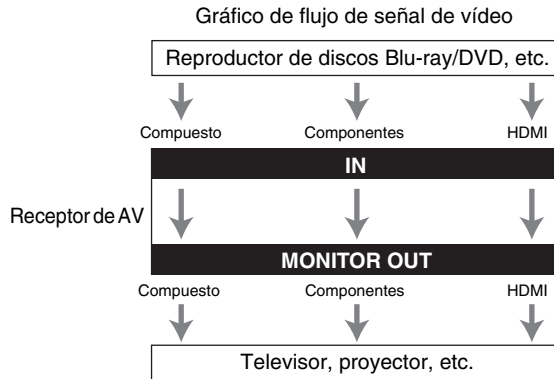 Gráfico de flujo de señal de vídeo
Reproductor de discos Blu-ray/DVD, etc.
Compuesto Componentes HDMI
IN
Receptor de AV
MONITOR OUT
Compuesto Componentes HDMI
Televisor, proyector, etc.